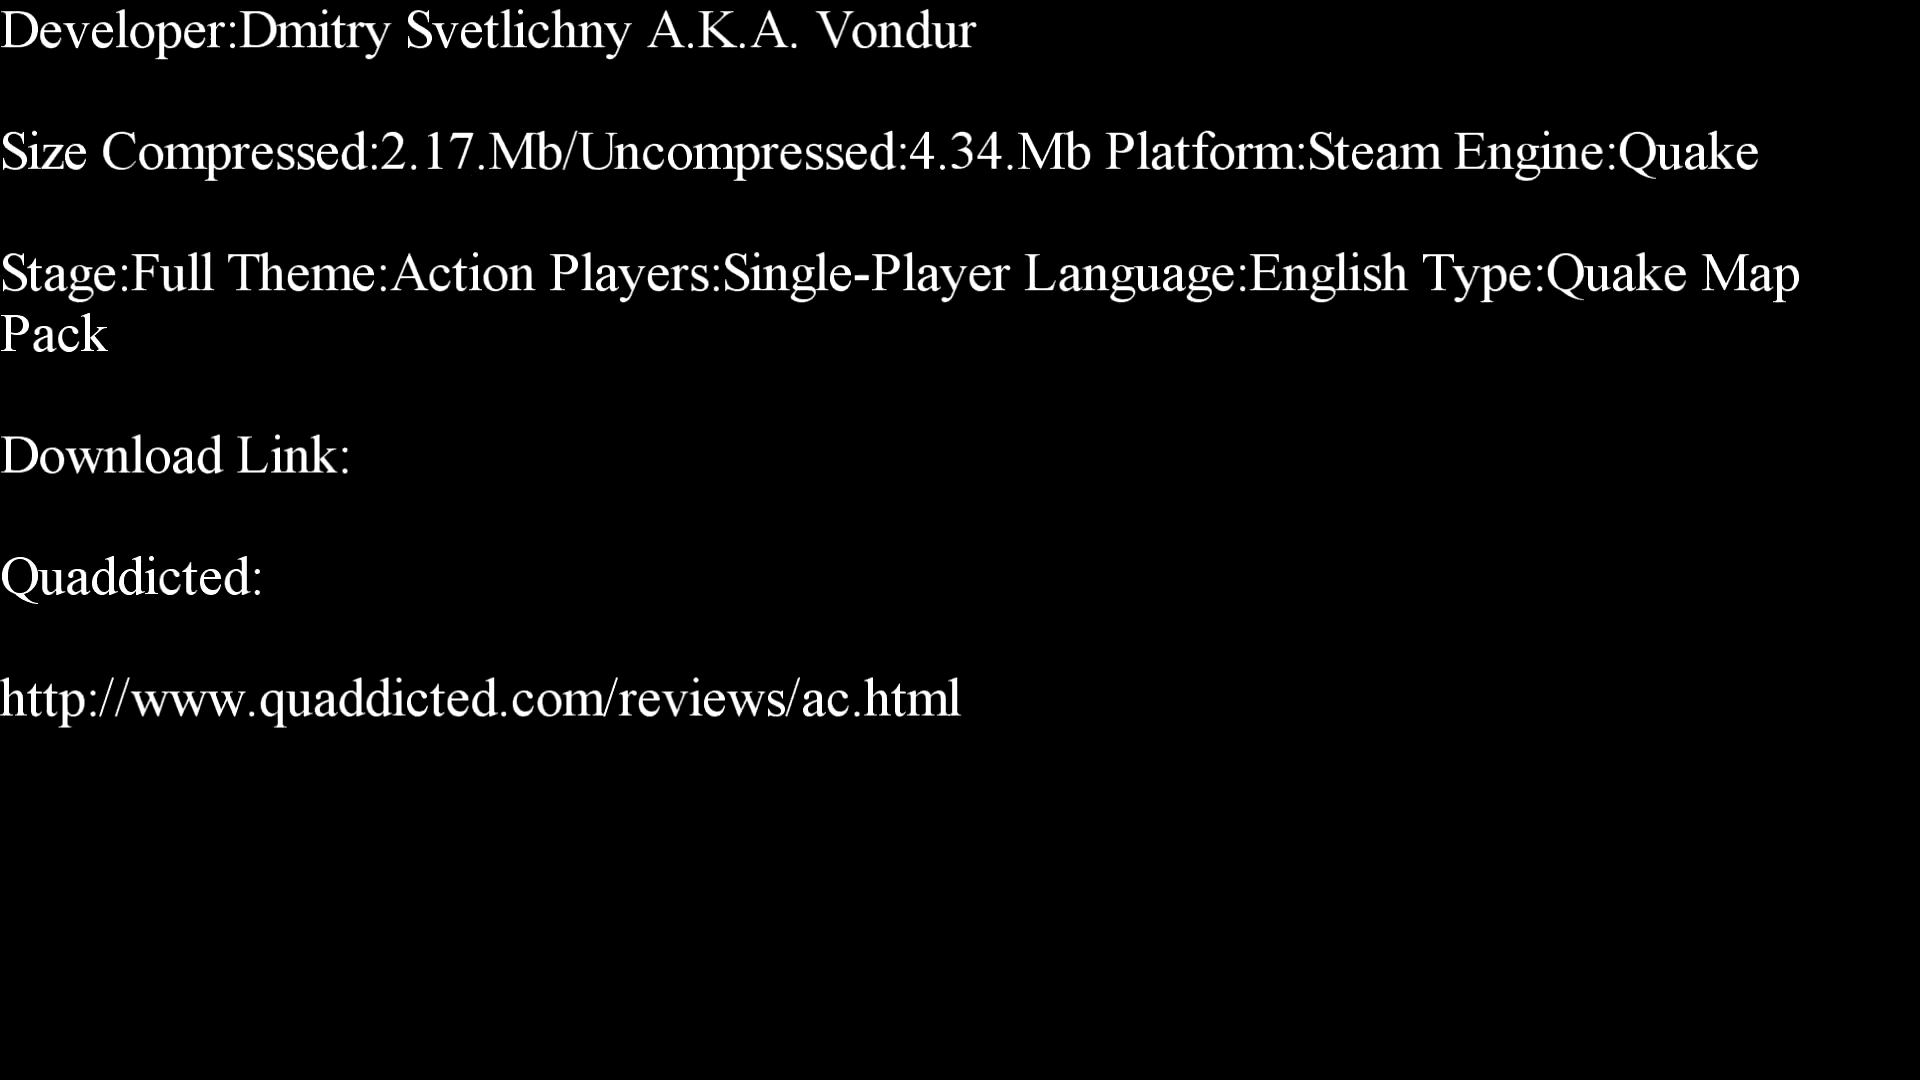 Developer:Dmitry Svetlichny A.K.A. Vondur
Size Compressed:2.17.Mb/Uncompressed:4.34.Mb Platform:Steam Engine:Quake
Stage:Full Theme:Action Players:Single-Player Language:English Type:Quake Map
Pack
Download Link:
Quaddicted:
http://www.quaddicted.com/reviews/ac.html